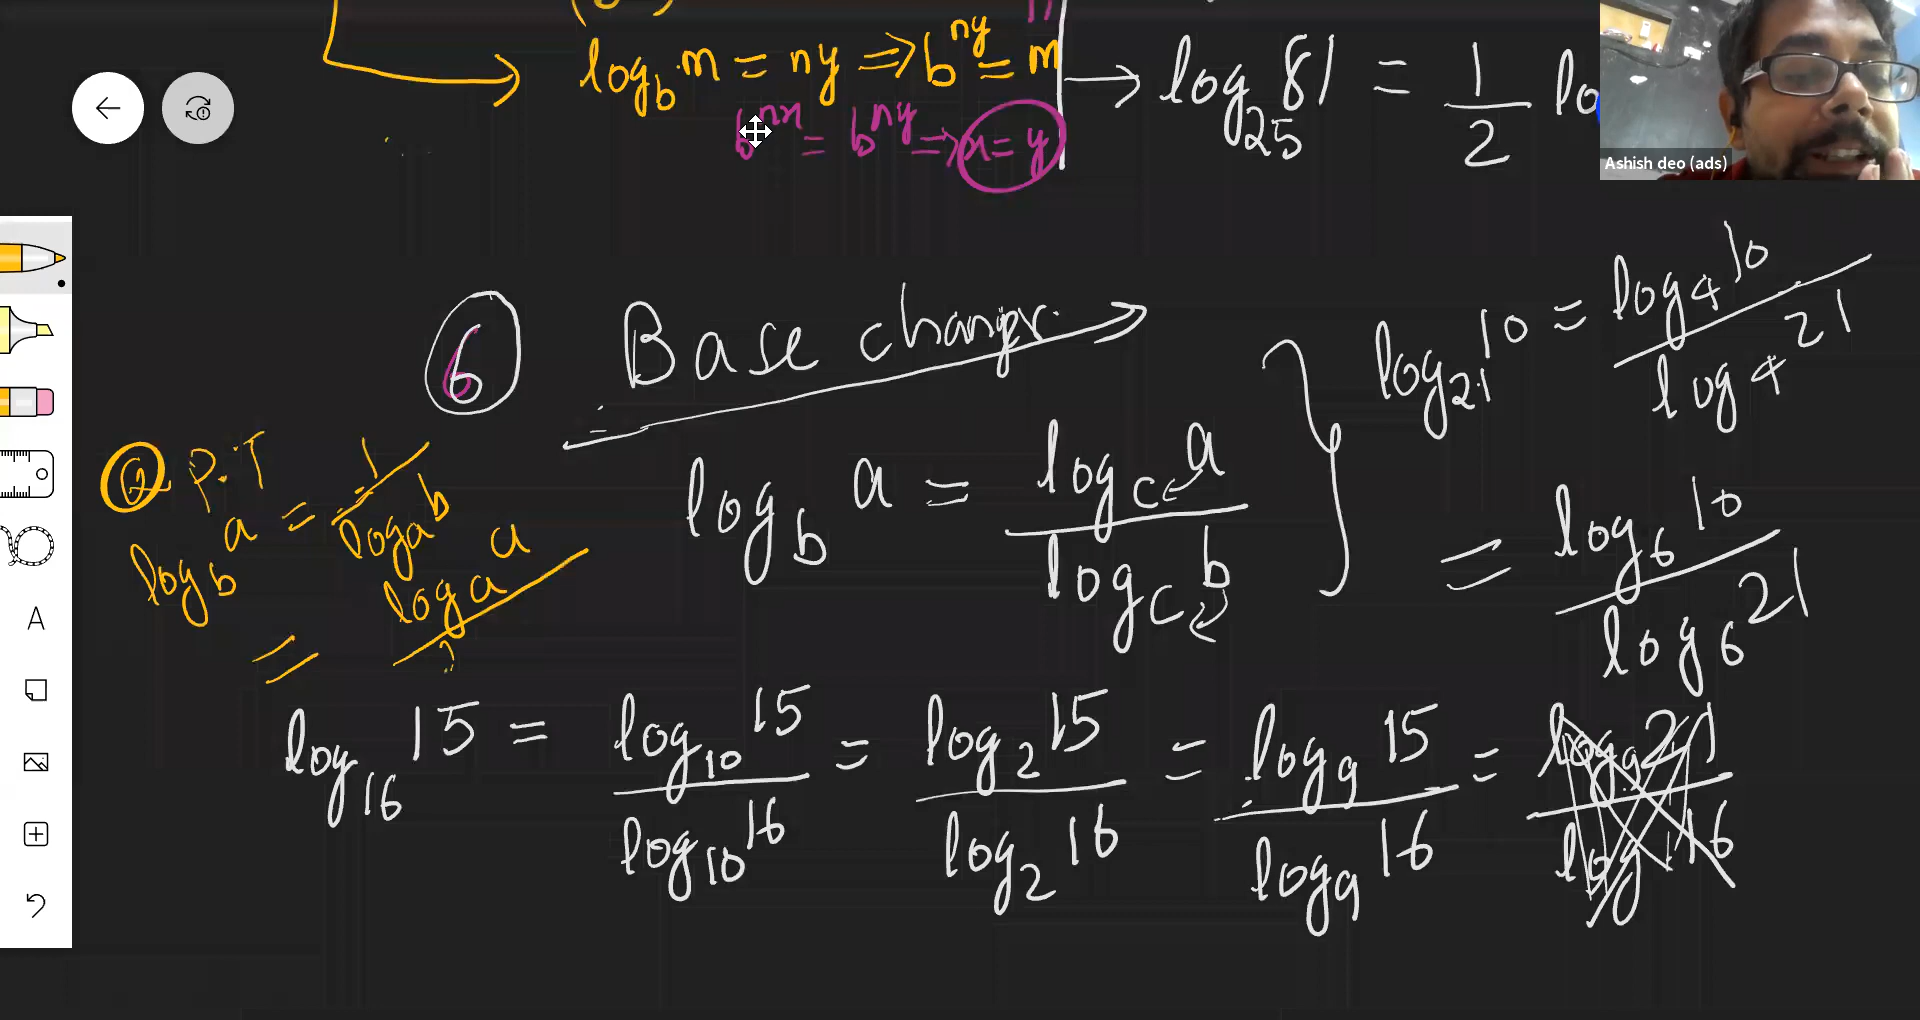 log_b m = ny => b^ny = m
b^nx = b^ny => x = y
→ log_25 81 = 1/2
Ashish deo (ads)
6 Base change
log_b a = log_c a / log_c b
log_21 10 = log_4 10 / log_4 21
= log_6 10 / log_6 21
Q P.T
log_b a = 1 / log_a b
= log_a a / ?
log_16 15 = log_10 15 / log_10 16 = log_2 15 / log_2 16 = log_9 15 / log_9 16 =
A